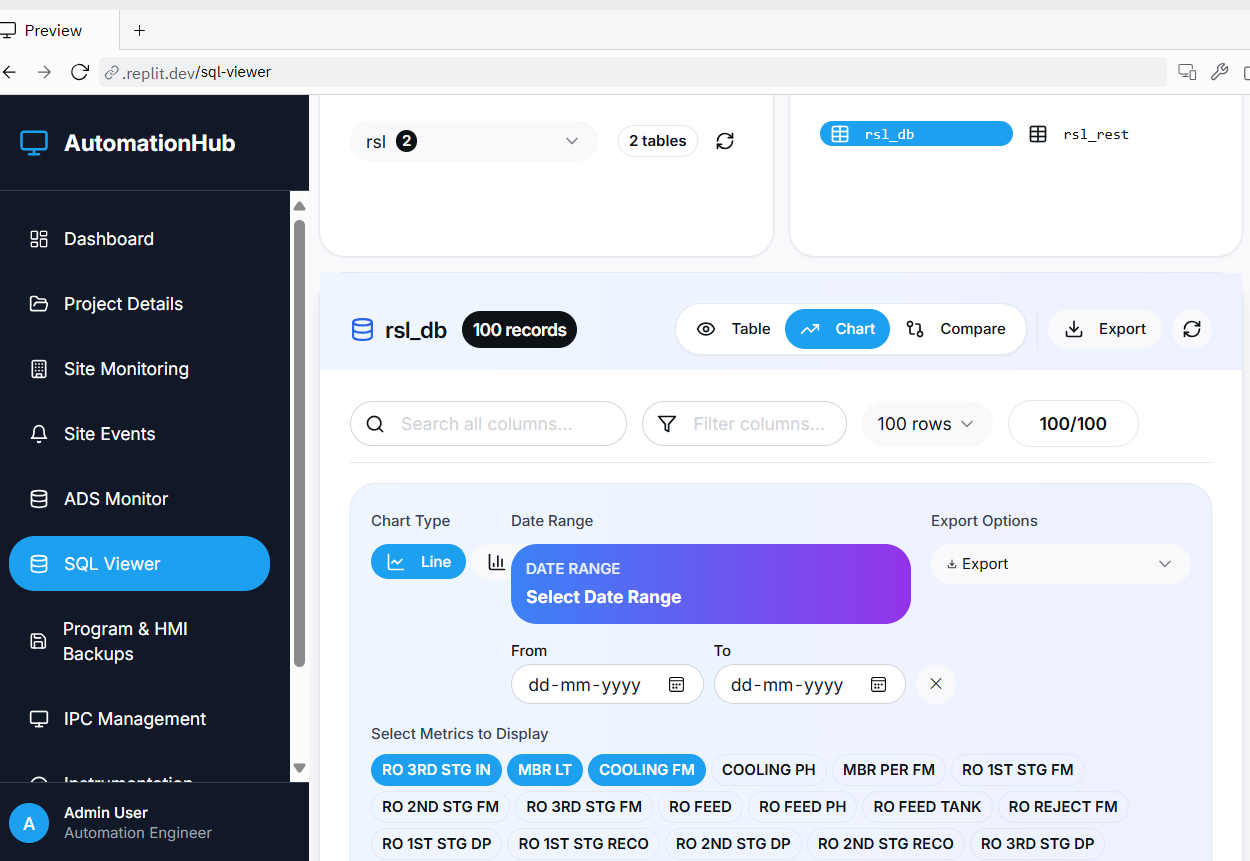 Preview
.replit.dev/sql-viewer
AutomationHub
Dashboard
Project Details
Site Monitoring
Site Events
ADS Monitor
SQL Viewer
Program & HMI
Backups
IPC Management
Instrumentation
A
Admin User
Automation Engineer
rsl 2
2 tables
rsl_db
rsl_rest
rsl_db 100 records
Table Chart Compare Export
Search all columns...
Filter columns...
100 rows
100/100
Chart Type
Date Range
Export Options
Line
DATE RANGE
Select Date Range
Export
From
To
dd-mm-yyyy
dd-mm-yyyy
Select Metrics to Display
RO 3RD STG IN MBR LT COOLING FM COOLING PH MBR PER FM RO 1ST STG FM
RO 2ND STG FM RO 3RD STG FM RO FEED RO FEED PH RO FEED TANK RO REJECT FM
RO 1ST STG DP RO 1ST STG RECO RO 2ND STG DP RO 2ND STG RECO RO 3RD STG DP